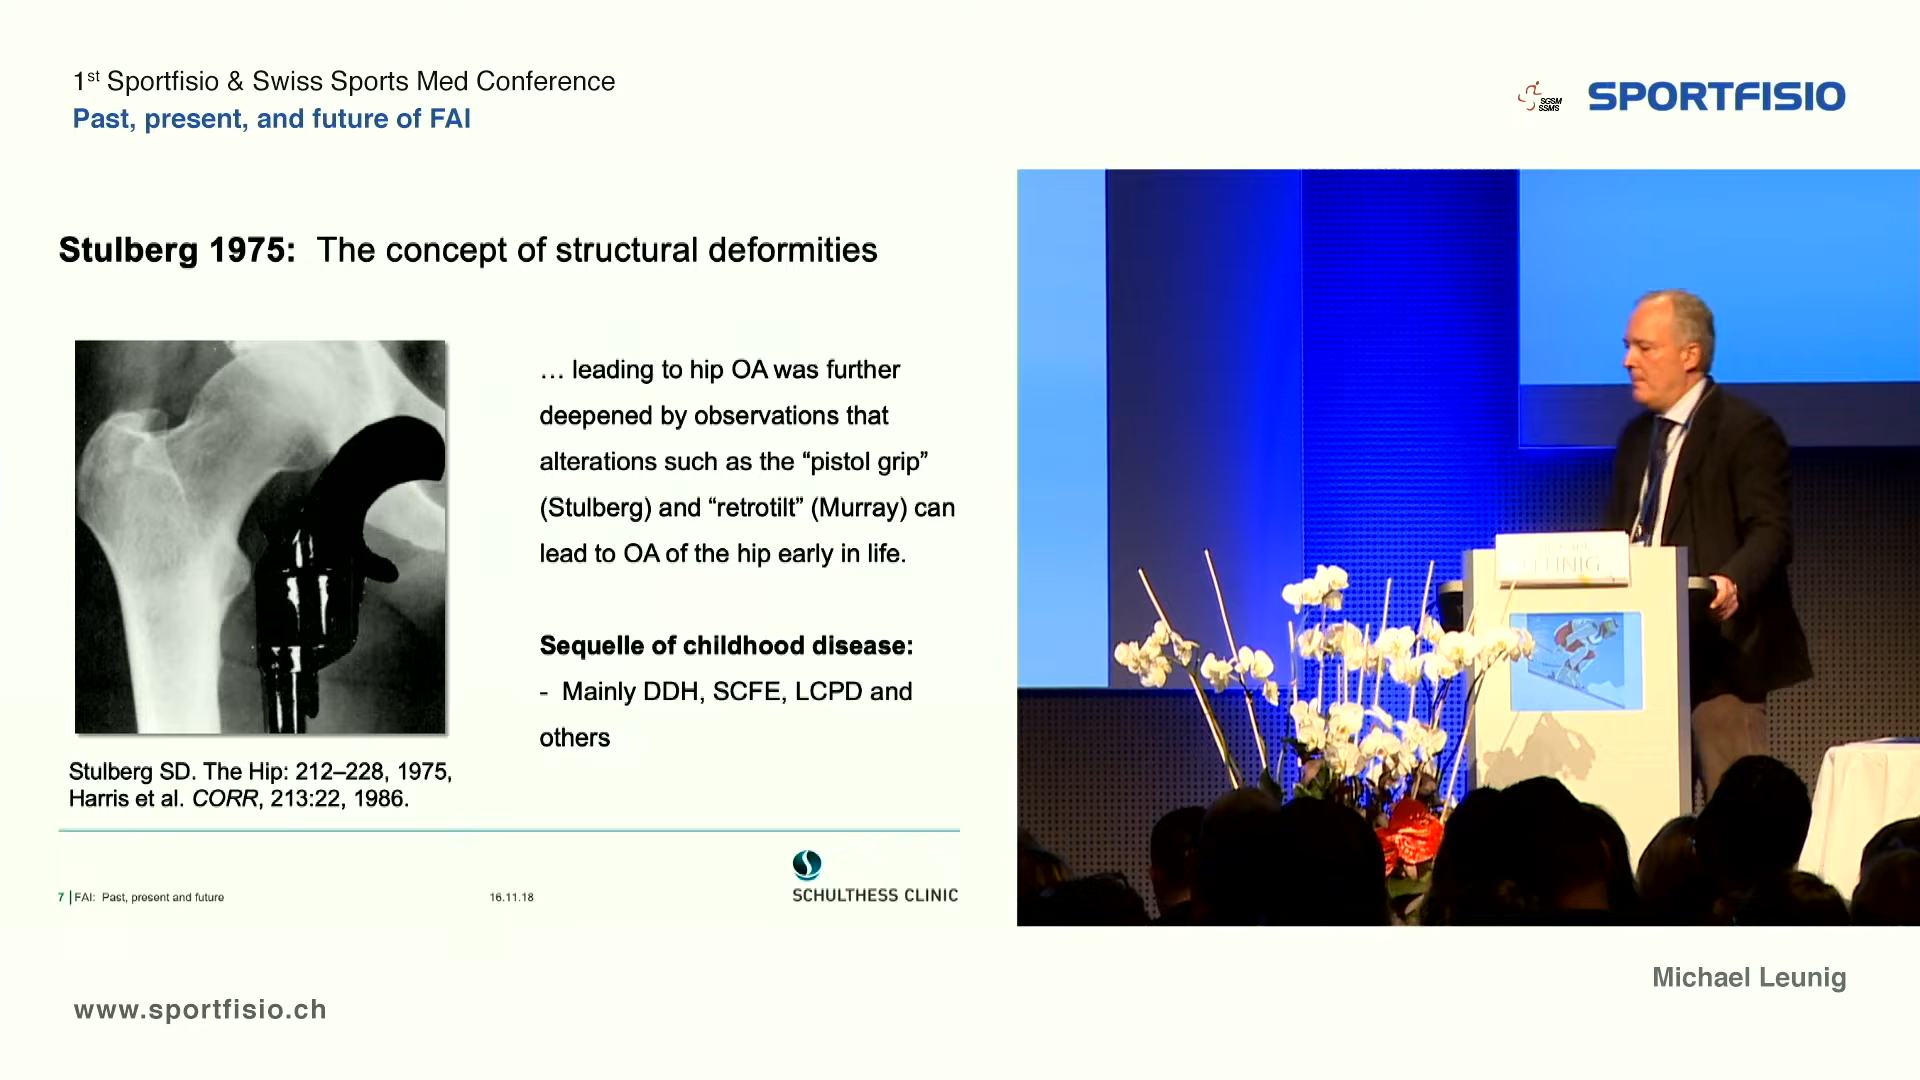 1st Sportfisio & Swiss Sports Med Conference
Past, present, and future of FAI
SGSM
SSMS
SPORTFISIO
Stulberg 1975: The concept of structural deformities
… leading to hip OA was further
deepened by observations that
alterations such as the “pistol grip”
(Stulberg) and “retrotilt” (Murray) can
lead to OA of the hip early in life.
Sequelle of childhood disease:
- Mainly DDH, SCFE, LCPD and
others
Stulberg SD. The Hip: 212–228, 1975,
Harris et al. CORR, 213:22, 1986.
7 | FAI: Past, present and future
16.11.18
SCHULTHESS CLINIC
LEUNIG
Michael Leunig
www.sportfisio.ch